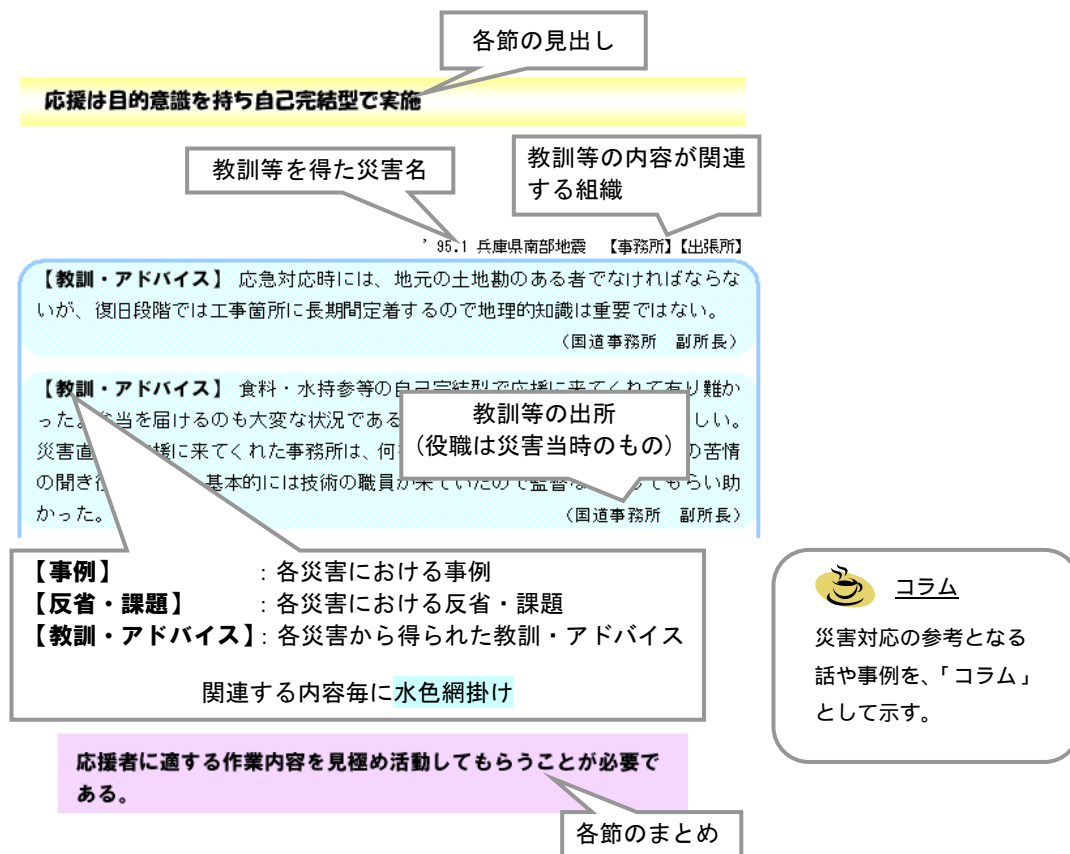 各節の見出し
応援は目的意識を持ち自己完結型で実施
教訓等を得た災害名
教訓等の内容が関連
する組織
’95.1 兵庫県南部地震 【事務所】【出張所】
【教訓・アドバイス】 応急対応時には、地元の土地勘のある者でなければならな
いが、復旧段階では工事箇所に長期間定着するので地理的知識は重要ではない。
（国道事務所 副所長）
【教訓・アドバイス】 食料・水持参等の自己完結型で応援に来てくれて有り難か
った。弁当を届けるのも大変な状況である
しい。
災害直
援に来てくれた事務所は、何
の苦情
の聞き
基本的には技術の職員が来ていたので監督な
してもらい助
かった。
（国道事務所 副所長）
教訓等の出所
（役職は災害当時のもの）
【事例】 ：各災害における事例
【反省・課題】 ：各災害における反省・課題
【教訓・アドバイス】：各災害から得られた教訓・アドバイス
関連する内容毎に水色網掛け
コラム
災害対応の参考となる
話や事例を、「コラム」
として示す。
応援者に適する作業内容を見極め活動してもらうことが必要で
ある。
各節のまとめ